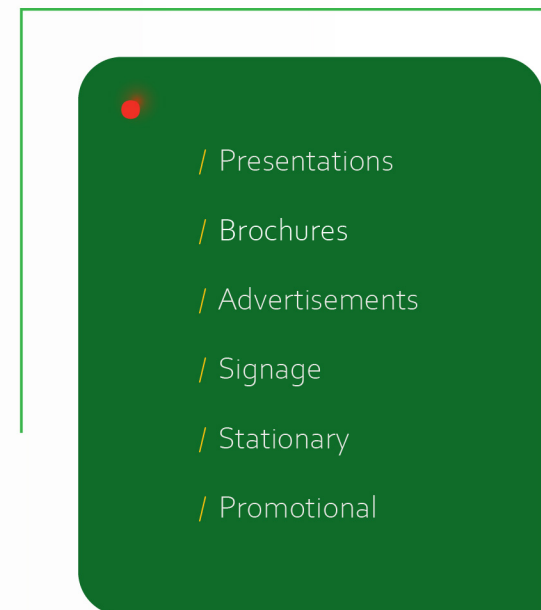 / Presentations
/ Brochures
/ Advertisements
/ Signage
/ Stationary
/ Promotional